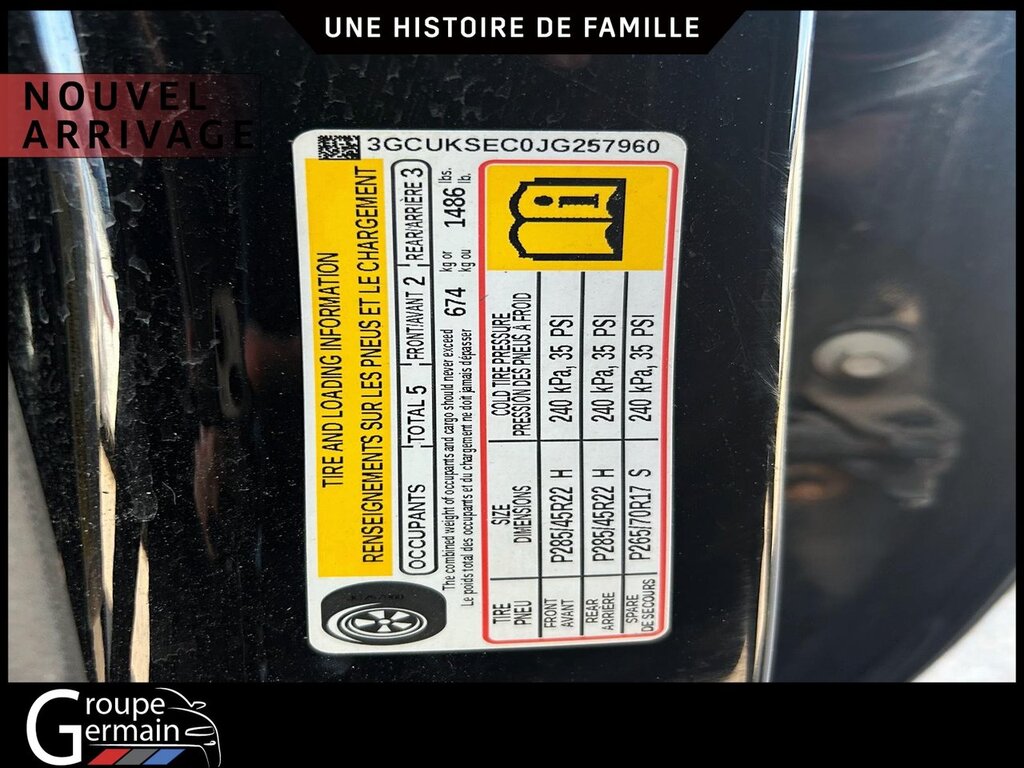 UNE HISTOIRE DE FAMILLE
NOUVEL
ARRIVAGE
3GCUKSEC0JG257960
TIRE AND LOADING INFORMATION
RENSEIGNEMENTS SUR LES PNEUS ET LE CHARGEMENT
OCCUPANTS TOTAL 5 FRONT/AVANT 2 REAR/ARRIÈRE 3
The combined weight of occupants and cargo should never exceed 674 kg or 1486 lbs.
Le poids total des occupants et du chargement ne doit jamais dépasser kg ou lb.
TIRE SIZE COLD TIRE PRESSURE
PNEU DIMENSIONS PRESSION DES PNEUS A FROID
FRONT
AVANT P285/45R22 H 240 kPa, 35 PSI
REAR
ARRIÈRE P285/45R22 H 240 kPa, 35 PSI
SPARE
DE SECOURS P265/70R17 S 240 kPa, 35 PSI
Groupe
Germain